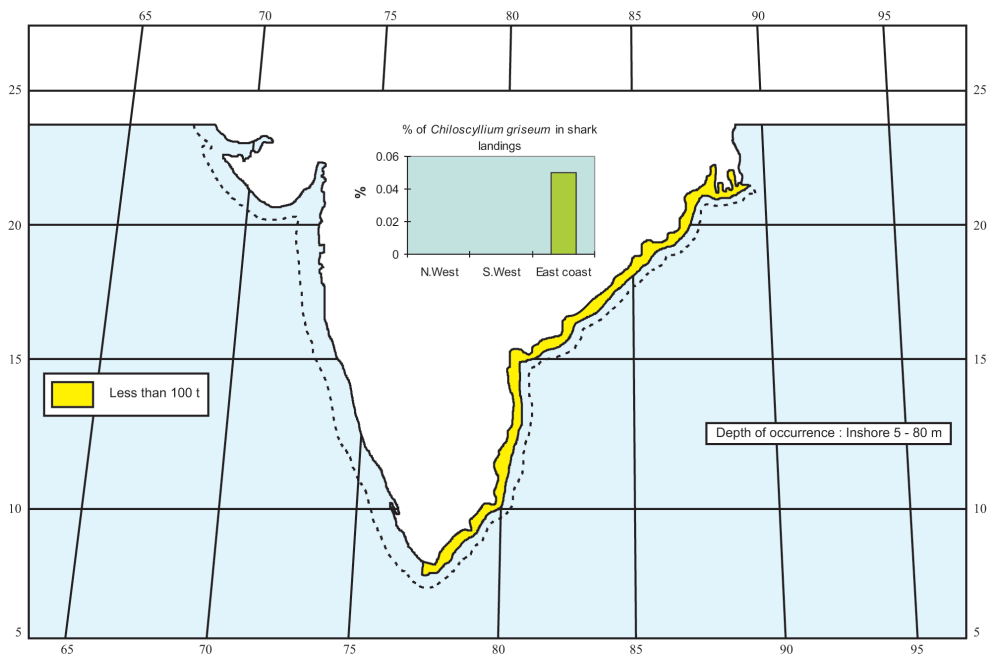 65 70 75 80 85 90 95
25 25
% of Chiloscyllium griseum in shark
landings
0.06
%
0.04
0.02
0
N.West S.West East coast
20 20
15 15
Less than 100 t
Depth of occurrence : Inshore 5 - 80 m
10 10
5 5
65 70 75 80 85 90 95